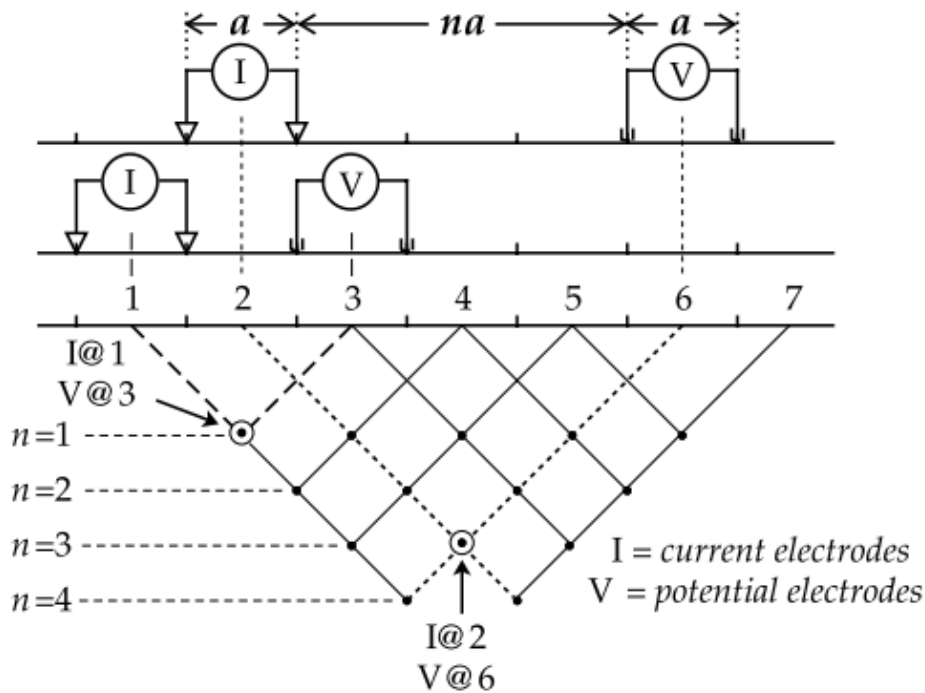 a na a
I V
I V
1 2 3 4 5 6 7
I@1
V@3
n=1
n=2
n=3
n=4
I = current electrodes
V = potential electrodes
I@2
V@6